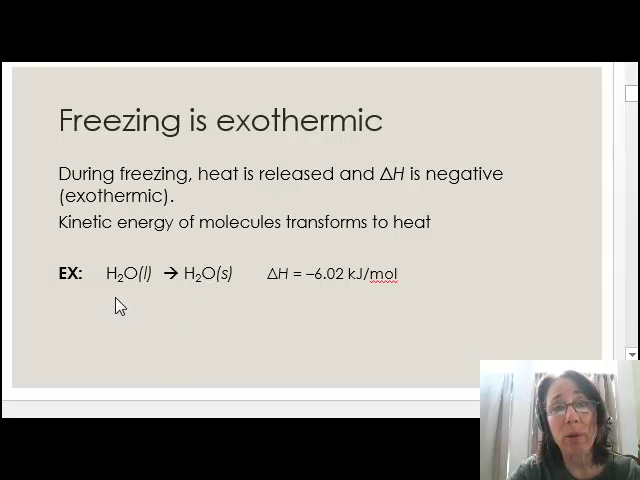 Freezing is exothermic
During freezing, heat is released and ΔH is negative
(exothermic).
Kinetic energy of molecules transforms to heat
EX: H₂O(l) → H₂O(s) ΔH = –6.02 kJ/mol